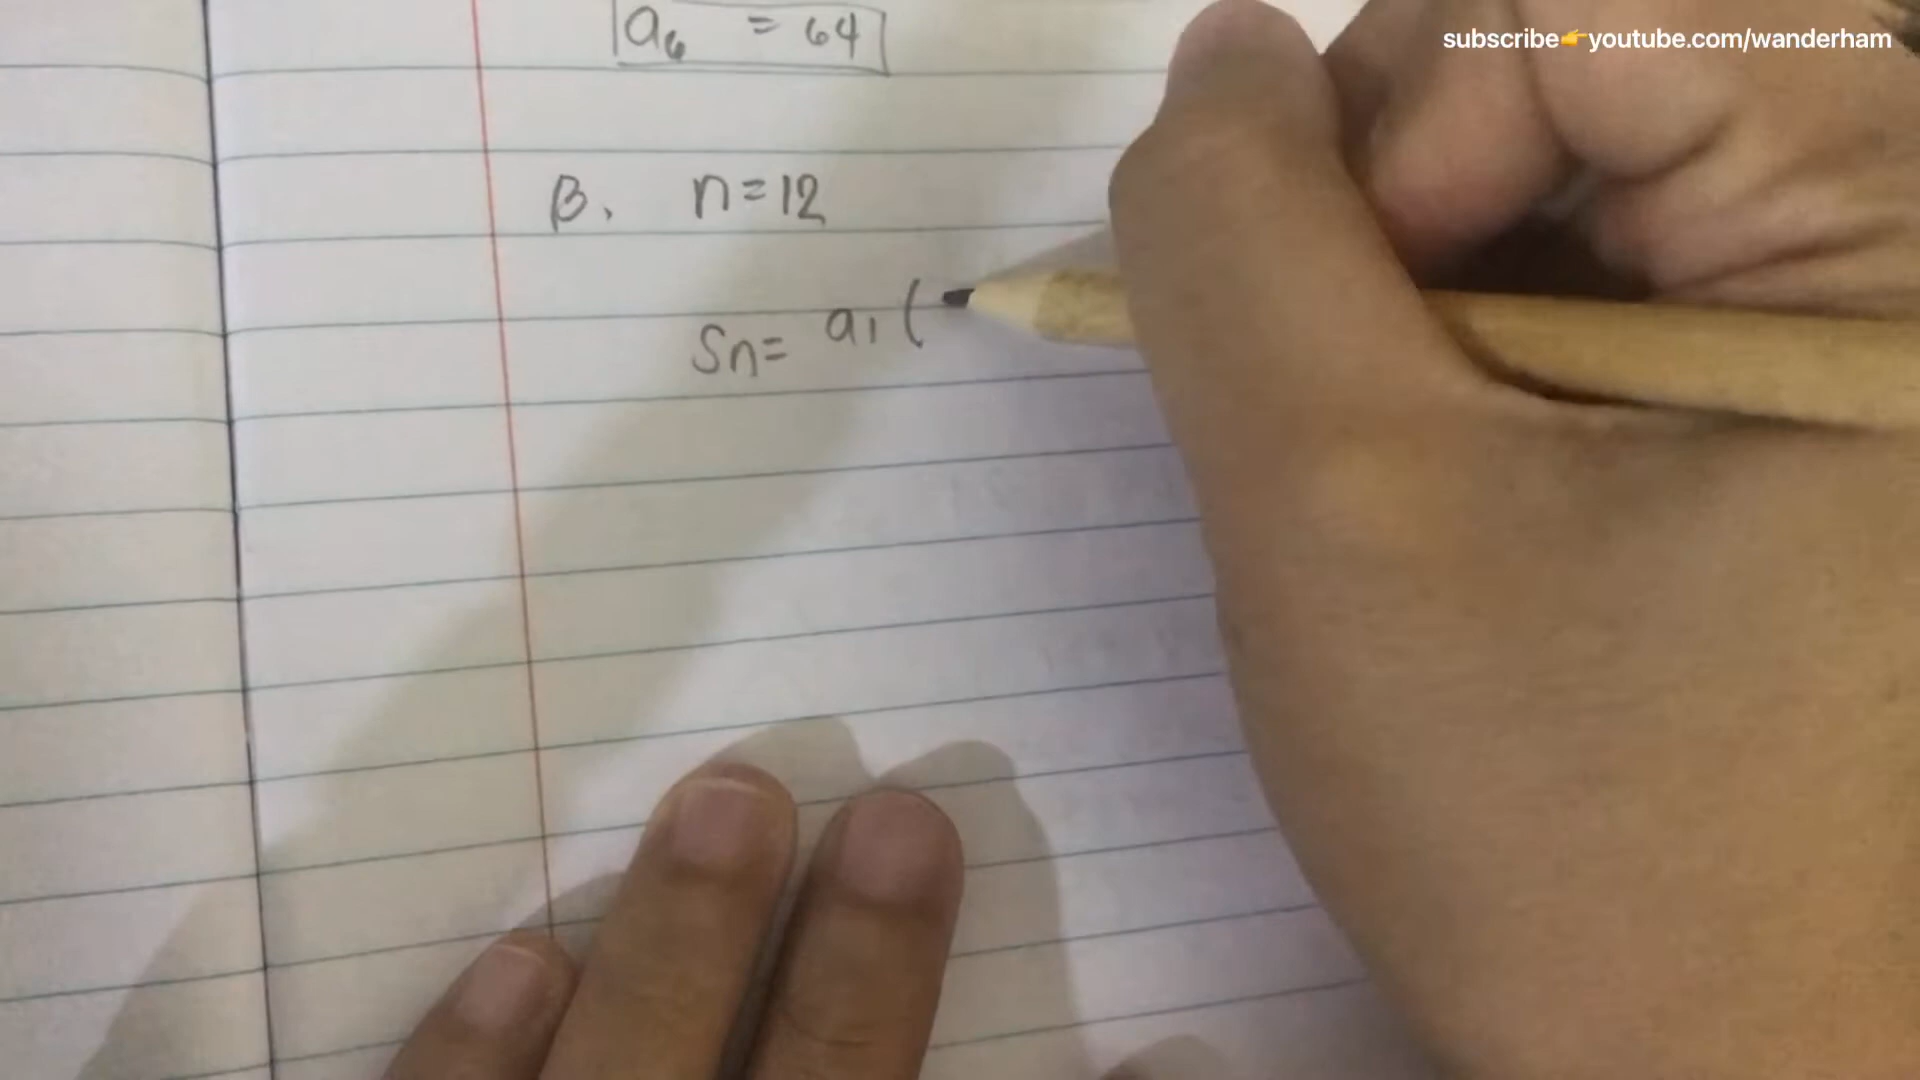 subscribe👉youtube.com/wanderham
a₆ = 64
B. n=12
Sn= a₁ (